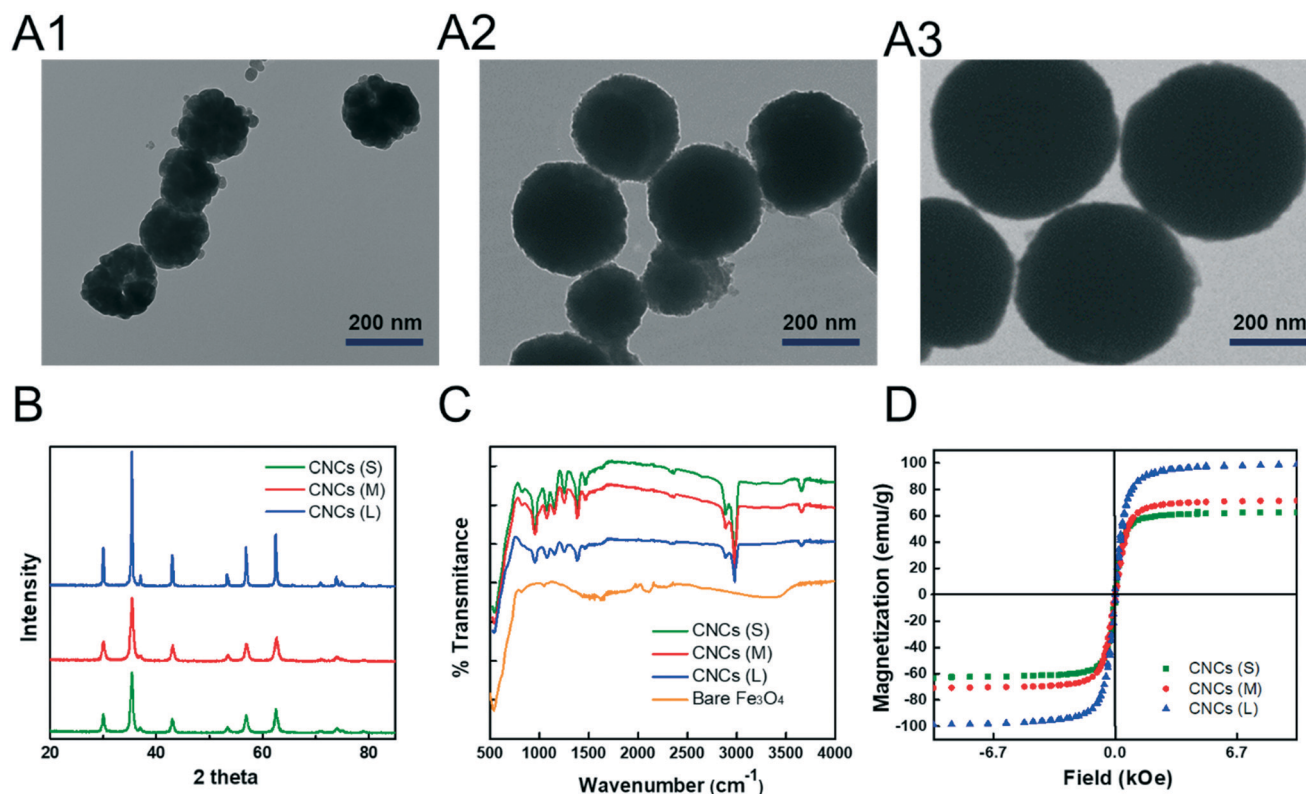 A1
A2
A3
200 nm
200 nm
200 nm
B
C
D
CNCs (S)
CNCs (M)
CNCs (L)
Intensity
20
40
60
80
2 theta
% Transmitance
CNCs (S)
CNCs (M)
CNCs (L)
Bare Fe₃O₄
500
1000
1500
2000
2500
3000
3500
4000
Wavenumber (cm⁻¹)
Magnetization (emu/g)
100
80
60
40
20
0
-20
-40
-60
-80
-100
CNCs (S)
CNCs (M)
CNCs (L)
-6.7
0.0
6.7
Field (kOe)